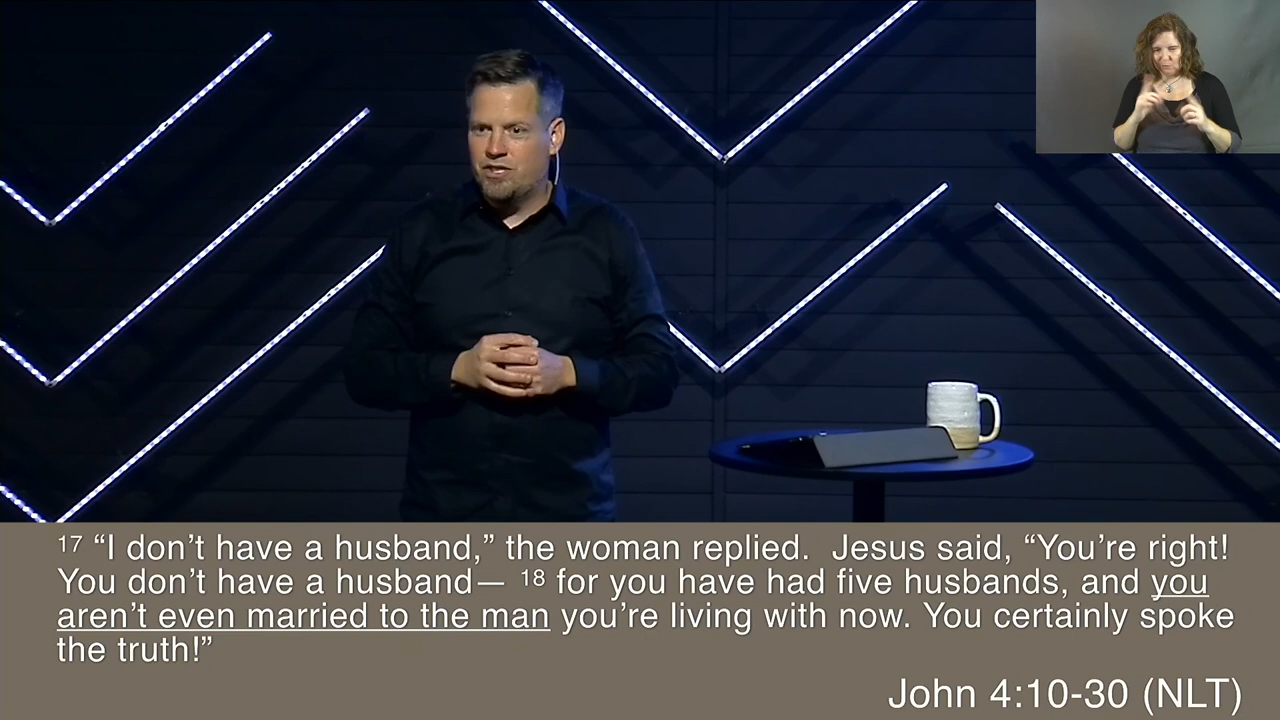 17 “I don’t have a husband,” the woman replied.  Jesus said, “You’re right!
You don’t have a husband— 18 for you have had five husbands, and you
aren’t even married to the man you’re living with now. You certainly spoke
the truth!”
John 4:10-30 (NLT)